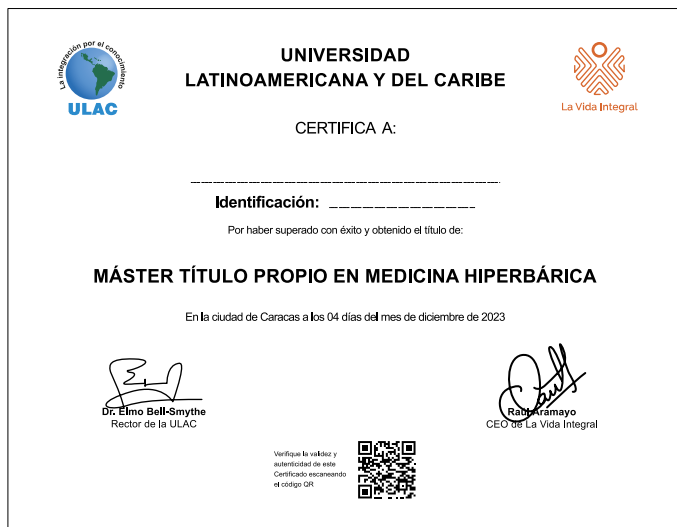 La integración por el conocimiento
ULAC
UNIVERSIDAD
LATINOAMERICANA Y DEL CARIBE
La Vida Integral
CERTIFICA A:
Identificación:
Por haber superado con éxito y obtenido el título de:
MÁSTER TÍTULO PROPIO EN MEDICINA HIPERBÁRICA
En la ciudad de Caracas a los 04 días del mes de diciembre de 2023
Dr. Elmo Bell-Smythe
Rector de la ULAC
Raúl Aramayo
CEO de La Vida Integral
Verifique la validez y
autenticidad de este
Certificado escaneando
el código QR